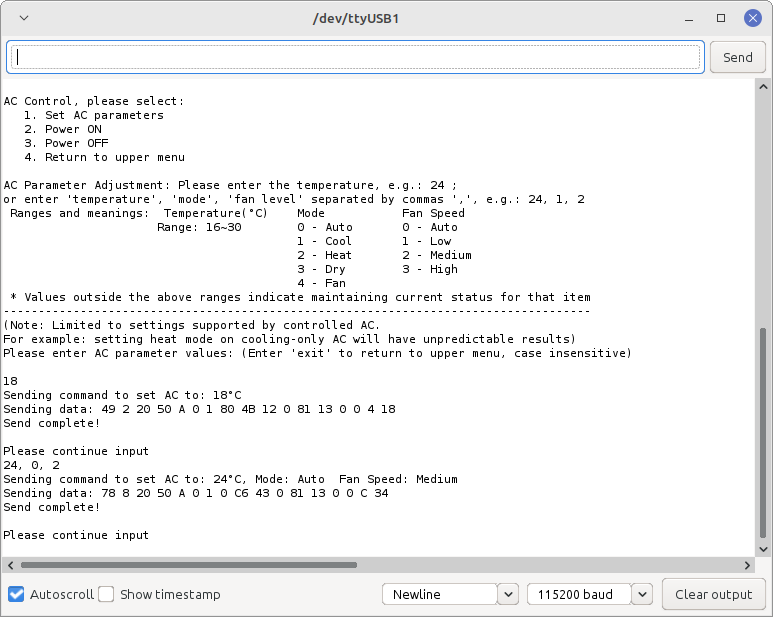 /dev/ttyUSB1
Send
AC Control, please select:
1. Set AC parameters
2. Power ON
3. Power OFF
4. Return to upper menu
AC Parameter Adjustment: Please enter the temperature, e.g.: 24 ;
or enter 'temperature', 'mode', 'fan level' separated by commas ',', e.g.: 24, 1, 2
Ranges and meanings: Temperature(°C) Mode Fan Speed
Range: 16~30 0 - Auto 0 - Auto
1 - Cool 1 - Low
2 - Heat 2 - Medium
3 - Dry 3 - High
4 - Fan
* Values outside the above ranges indicate maintaining current status for that item
------------------------------------------------------------------------------------
(Note: Limited to settings supported by controlled AC.
For example: setting heat mode on cooling-only AC will have unpredictable results)
Please enter AC parameter values: (Enter 'exit' to return to upper menu, case insensitive)
18
Sending command to set AC to: 18°C
Sending data: 49 2 20 50 A 0 1 80 4B 12 0 81 13 0 0 4 18
Send complete!
Please continue input
24, 0, 2
Sending command to set AC to: 24°C, Mode: Auto Fan Speed: Medium
Sending data: 78 8 20 50 A 0 1 0 C6 43 0 81 13 0 0 C 34
Send complete!
Please continue input
Autoscroll Show timestamp Newline 115200 baud Clear output